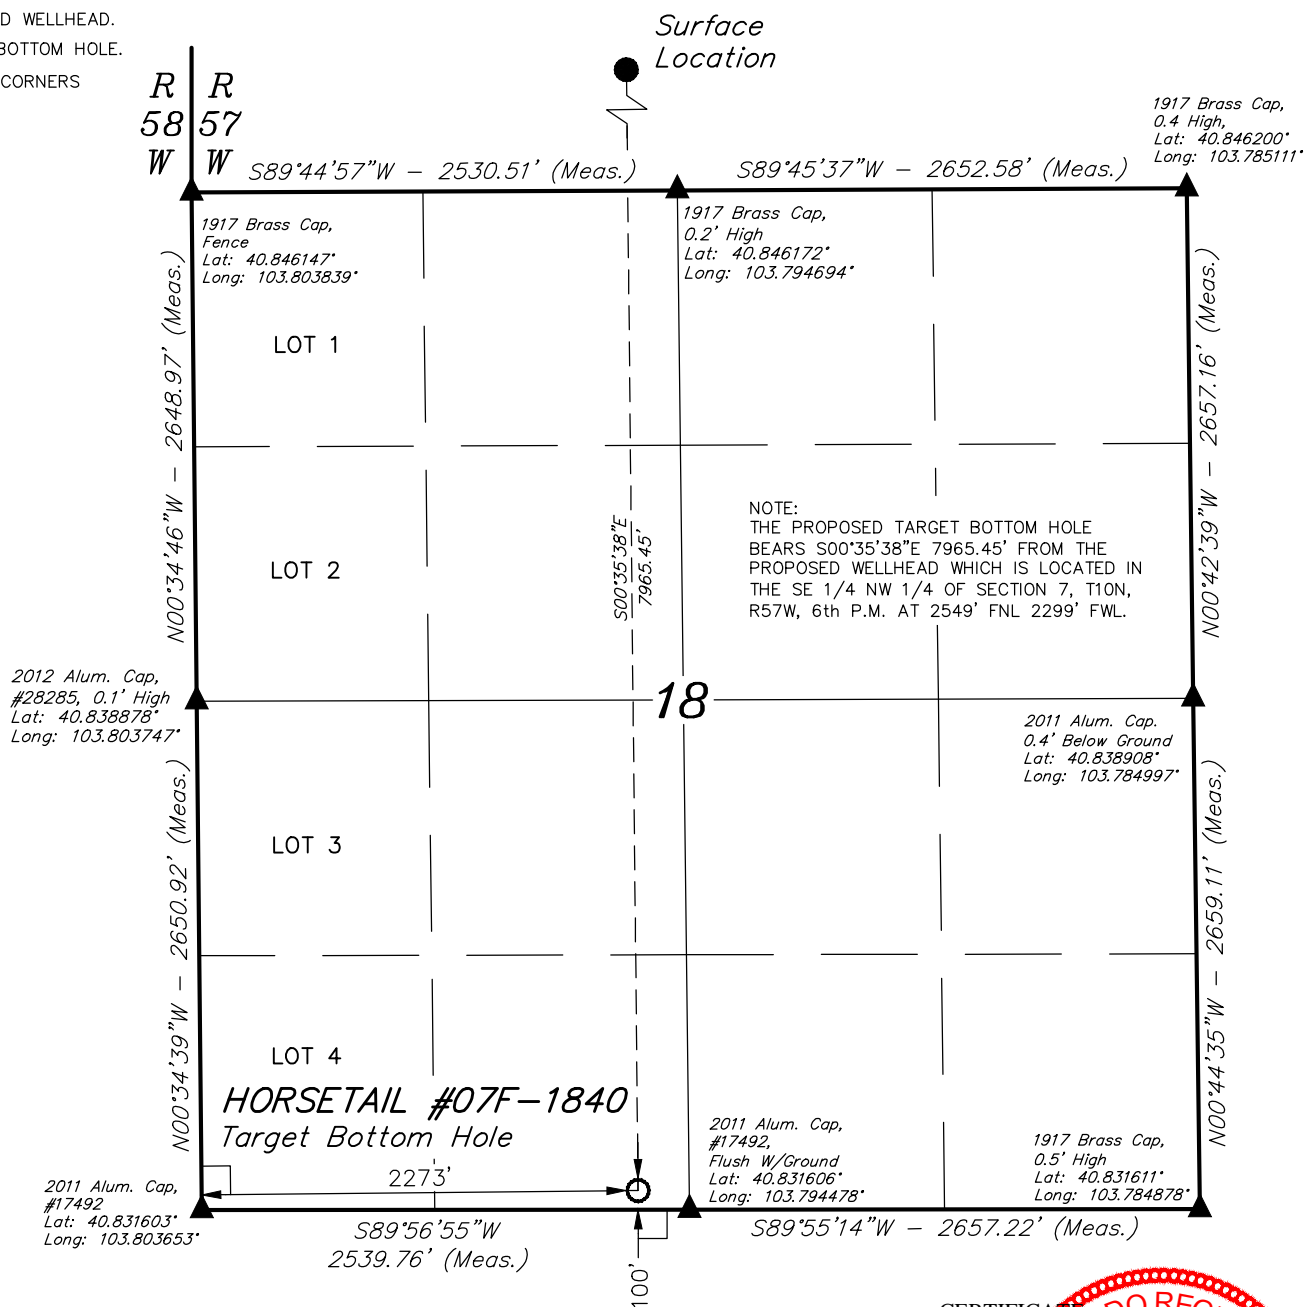 D WELLHEAD.
BOTTOM HOLE.
CORNERS
Surface
Location
R R
58 57
W W
S89°44'57"W - 2530.51' (Meas.)
S89°45'37"W - 2652.58' (Meas.)
1917 Brass Cap,
0.4 High,
Lat: 40.846200°
Long: 103.785111°
1917 Brass Cap,
Fence
Lat: 40.846147°
Long: 103.803839°
1917 Brass Cap,
0.2' High
Lat: 40.846172°
Long: 103.794694°
N00°34'46"W - 2648.97' (Meas.)
N00°42'39"W - 2657.16' (Meas.)
LOT 1
LOT 2
S00°35'38"E
7965.45'
NOTE:
THE PROPOSED TARGET BOTTOM HOLE
BEARS S00°35'38"E 7965.45' FROM THE
PROPOSED WELLHEAD WHICH IS LOCATED IN
THE SE 1/4 NW 1/4 OF SECTION 7, T10N,
R57W, 6th P.M. AT 2549' FNL 2299' FWL.
2012 Alum. Cap,
#28285, 0.1' High
Lat: 40.838878°
Long: 103.803747°
18
2011 Alum. Cap.
0.4' Below Ground
Lat: 40.838908°
Long: 103.784997°
N00°34'39"W - 2650.92' (Meas.)
N00°44'35"W - 2659.11' (Meas.)
LOT 3
LOT 4
HORSETAIL #07F-1840
Target Bottom Hole
2273'
2011 Alum. Cap,
#17492,
Flush W/Ground
Lat: 40.831606°
Long: 103.794478°
1917 Brass Cap,
0.5' High
Lat: 40.831611°
Long: 103.784878°
2011 Alum. Cap,
#17492
Lat: 40.831603°
Long: 103.803653°
S89°56'55"W
2539.76' (Meas.)
S89°55'14"W - 2657.22' (Meas.)
100'
CERTIFICATE
DO REG